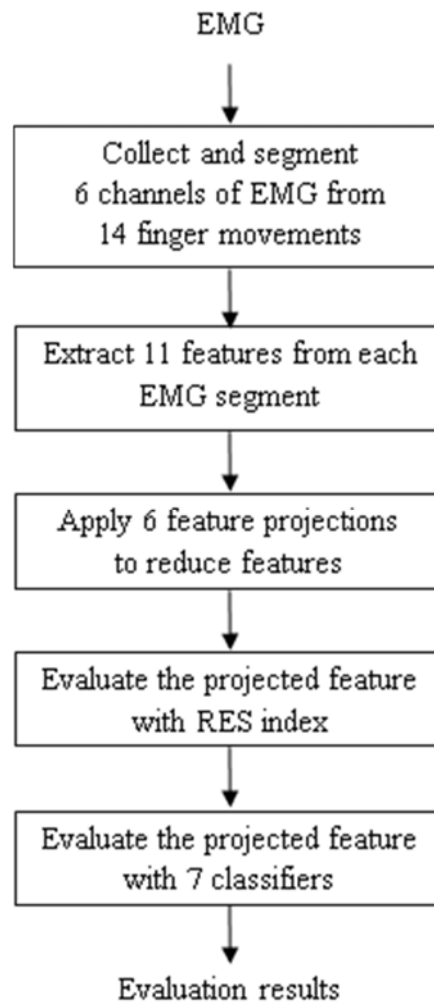 EMG
Collect and segment
6 channels of EMG from
14 finger movements
Extract 11 features from each
EMG segment
Apply 6 feature projections
to reduce features
Evaluate the projected feature
with RES index
Evaluate the projected feature
with 7 classifiers
Evaluation results